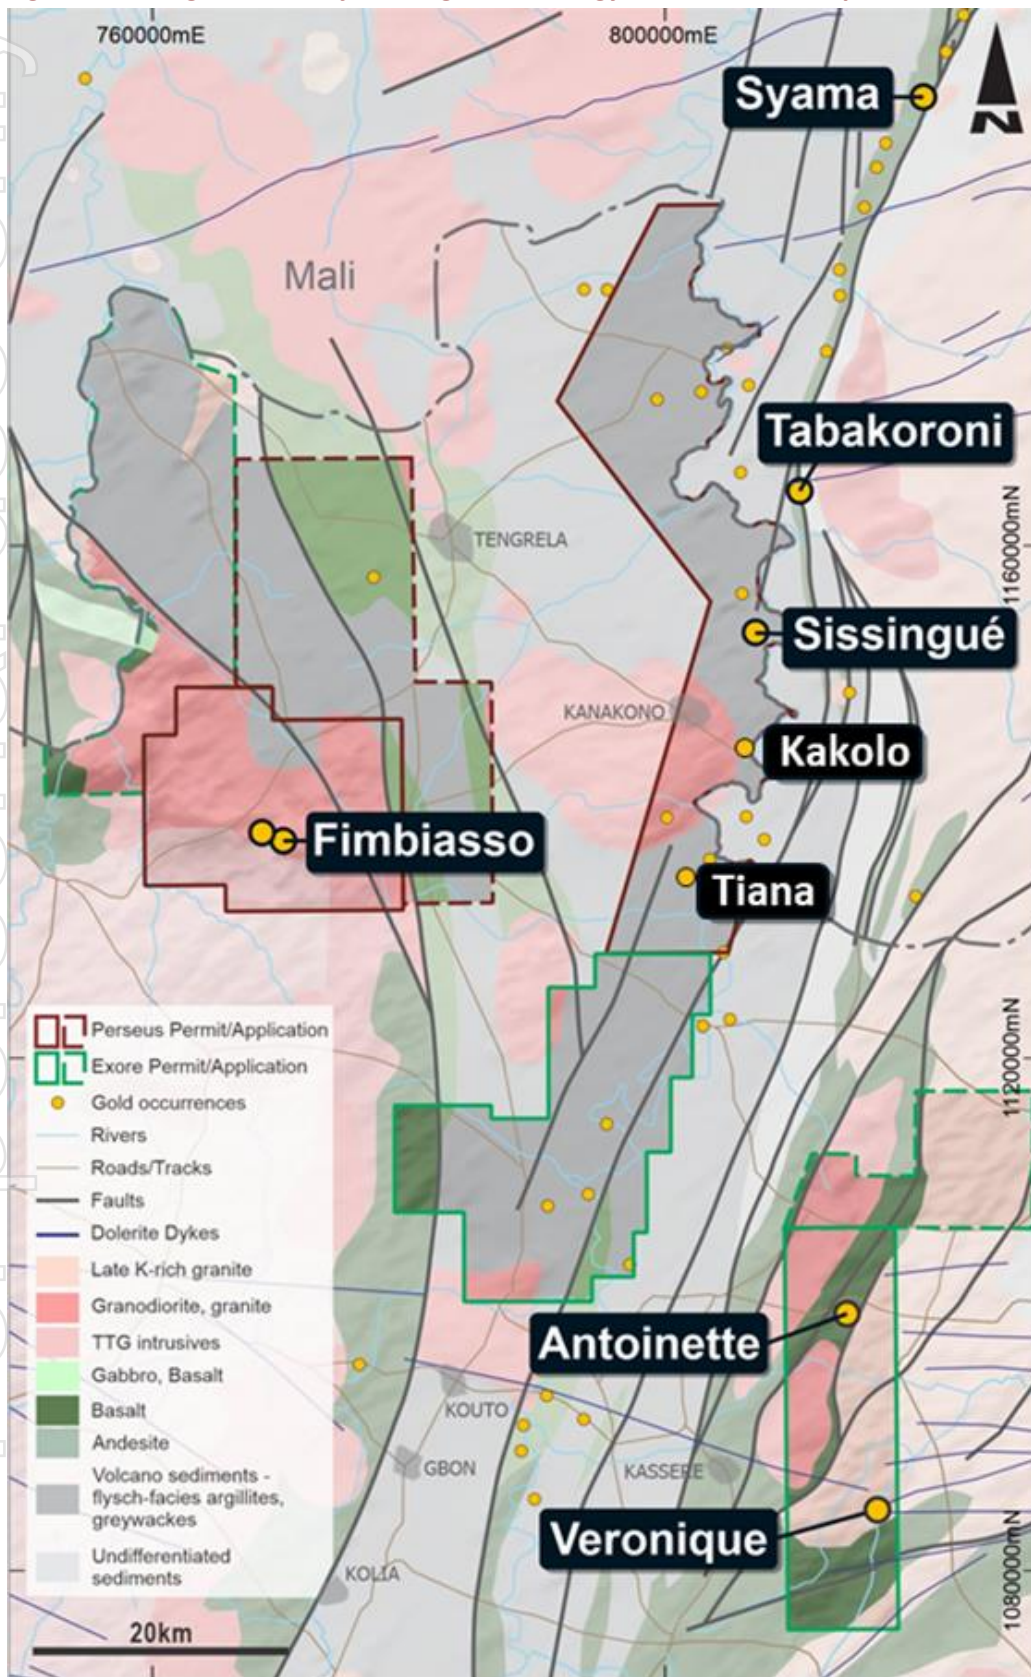 760000mE
800000mE
Syama
N
Mali
Tabakoroni
TENGRELA
1160000mN
Sissingué
KANAKONO
Kakolo
Fimbiasso
Tiana
Perseus Permit/Application
Exore Permit/Application
Gold occurrences
Rivers
Roads/Tracks
Faults
Dolerite Dykes
Late K-rich granite
Granodiorite, granite
TTG intrusives
Gabbro, Basalt
Basalt
Andesite
Volcano sediments -
flysch-facies argillites,
greywackes
Undifferentiated
sediments
20km
1120000mN
Antoinette
KOUTO
GBON
KASSERE
Veronique
KOLIA
1080000mN